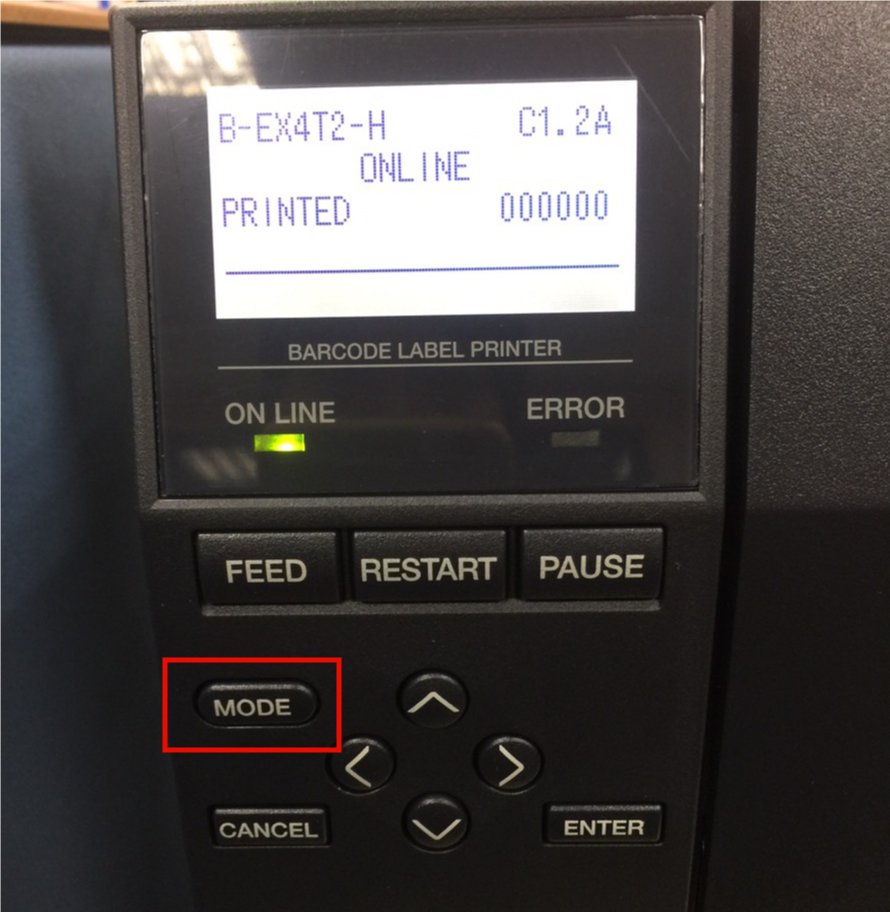 B-EX4T2-H C1.2A
ONLINE
PRINTED 000000
BARCODE LABEL PRINTER
ON LINE ERROR
FEED RESTART PAUSE
MODE
CANCEL ENTER